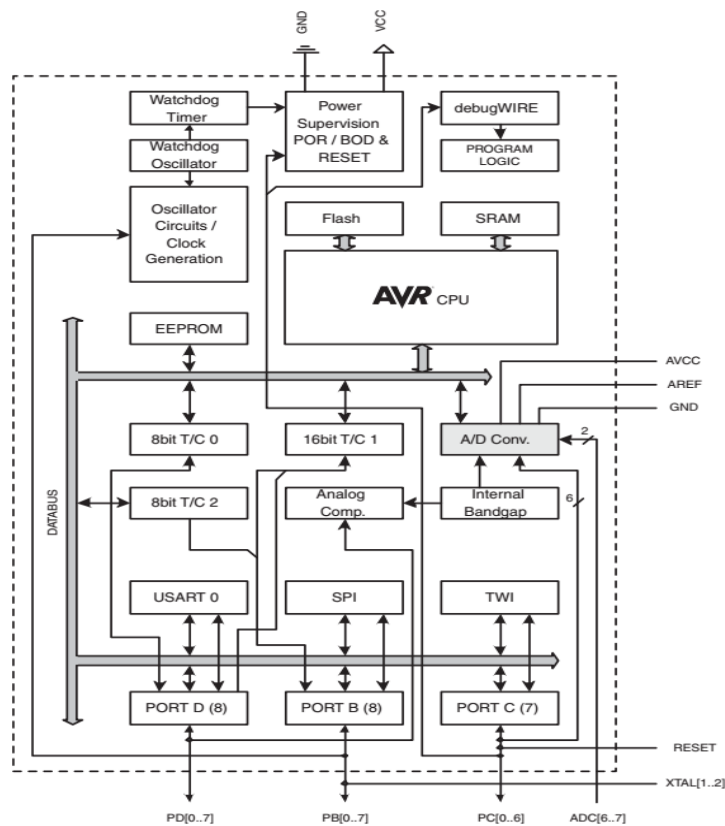 GND
VCC
Watchdog
Timer
Power
Supervision
POR / BOD &
RESET
debugWIRE
Watchdog
Oscillator
PROGRAM
LOGIC
Oscillator
Circuits /
Clock
Generation
Flash
SRAM
AVR CPU
EEPROM
AVCC
AREF
GND
8bit T/C 0
16bit T/C 1
A/D Conv.
2
DATABUS
8bit T/C 2
Analog
Comp.
Internal
Bandgap
6
USART 0
SPI
TWI
PORT D (8)
PORT B (8)
PORT C (7)
RESET
XTAL[1..2]
PD[0..7]
PB[0..7]
PC[0..6]
ADC[6..7]